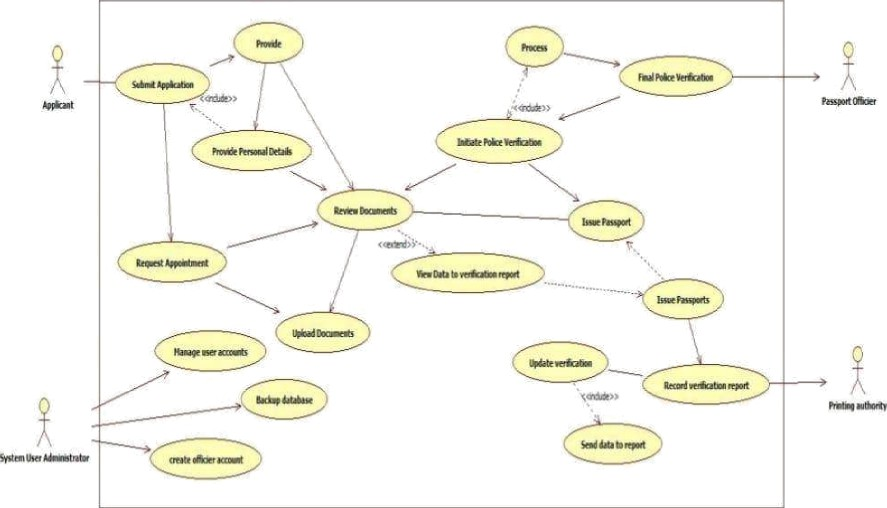 Provide
Process
Submit Application
Final Police Verification
<<include>>
<<include>>
Applicant
Passport Officier
Provide Personal Details
Initiate Police Verification
Review Documents
Issue Passport
<<extend>>
Request Appointment
View Data to verification report
Issue Passports
Upload Documents
Manage user accounts
Update verification
Record verification report
Backup database
<<include>>
Printing authority
Send data to report
System User Administrator
create officier account